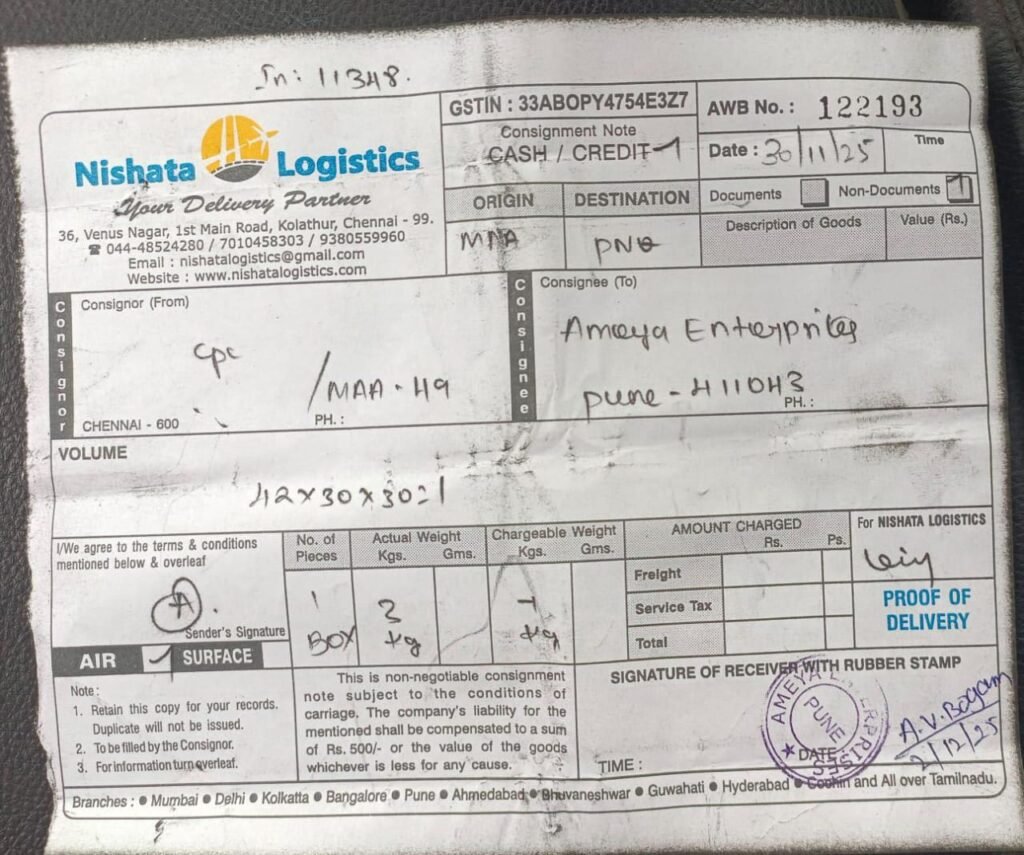 In: 11348.
Nishata Logistics
Your Delivery Partner
36, Venus Nagar, 1st Main Road, Kolathur, Chennai - 99.
☎ 044-48524280 / 7010458303 / 9380559960
Email : nishatalogistics@gmail.com
Website : www.nishatalogistics.com
GSTIN : 33ABOPY4754E3Z7
Consignment Note
CASH / CREDIT
AWB No. : 122193
Date : 30/11/25
Time
ORIGIN
DESTINATION
MAA
PNQ
Documents
Non-Documents
Description of Goods
Value (Rs.)
Consignor
Consignor (From)
cpc
/MAA - 49
CHENNAI - 600
PH. :
Consignee
Consignee (To)
Ameya Enterprises
pune - 411043
PH. :
VOLUME
42x30x30=1
I/We agree to the terms & conditions
mentioned below & overleaf
Sender's Signature
AIR
SURFACE
No. of
Pieces
1
BOX
Actual Weight
Kgs. Gms.
3
kg
Chargeable Weight
Kgs. Gms.
7
kg
AMOUNT CHARGED
Rs. Ps.
Freight
Service Tax
Total
For NISHATA LOGISTICS
PROOF OF
DELIVERY
Note :
1. Retain this copy for your records.
Duplicate will not be issued.
2. To be filled by the Consignor.
3. For information turn overleaf.
This is non-negotiable consignment
note subject to the conditions of
carriage. The company's liability for the
mentioned shall be compensated to a sum
of Rs. 500/- or the value of the goods
whichever is less for any cause.
SIGNATURE OF RECEIVER WITH RUBBER STAMP
AMEYA ENTERPRISES
PUNE
A.V. Bogam
2/12/25
TIME :
DATE
Branches : ● Mumbai ● Delhi ● Kolkatta ● Bangalore ● Pune ● Ahmedabad ● Bhuvaneshwar ● Guwahati ● Hyderabad ● Cochin and All over Tamilnadu.